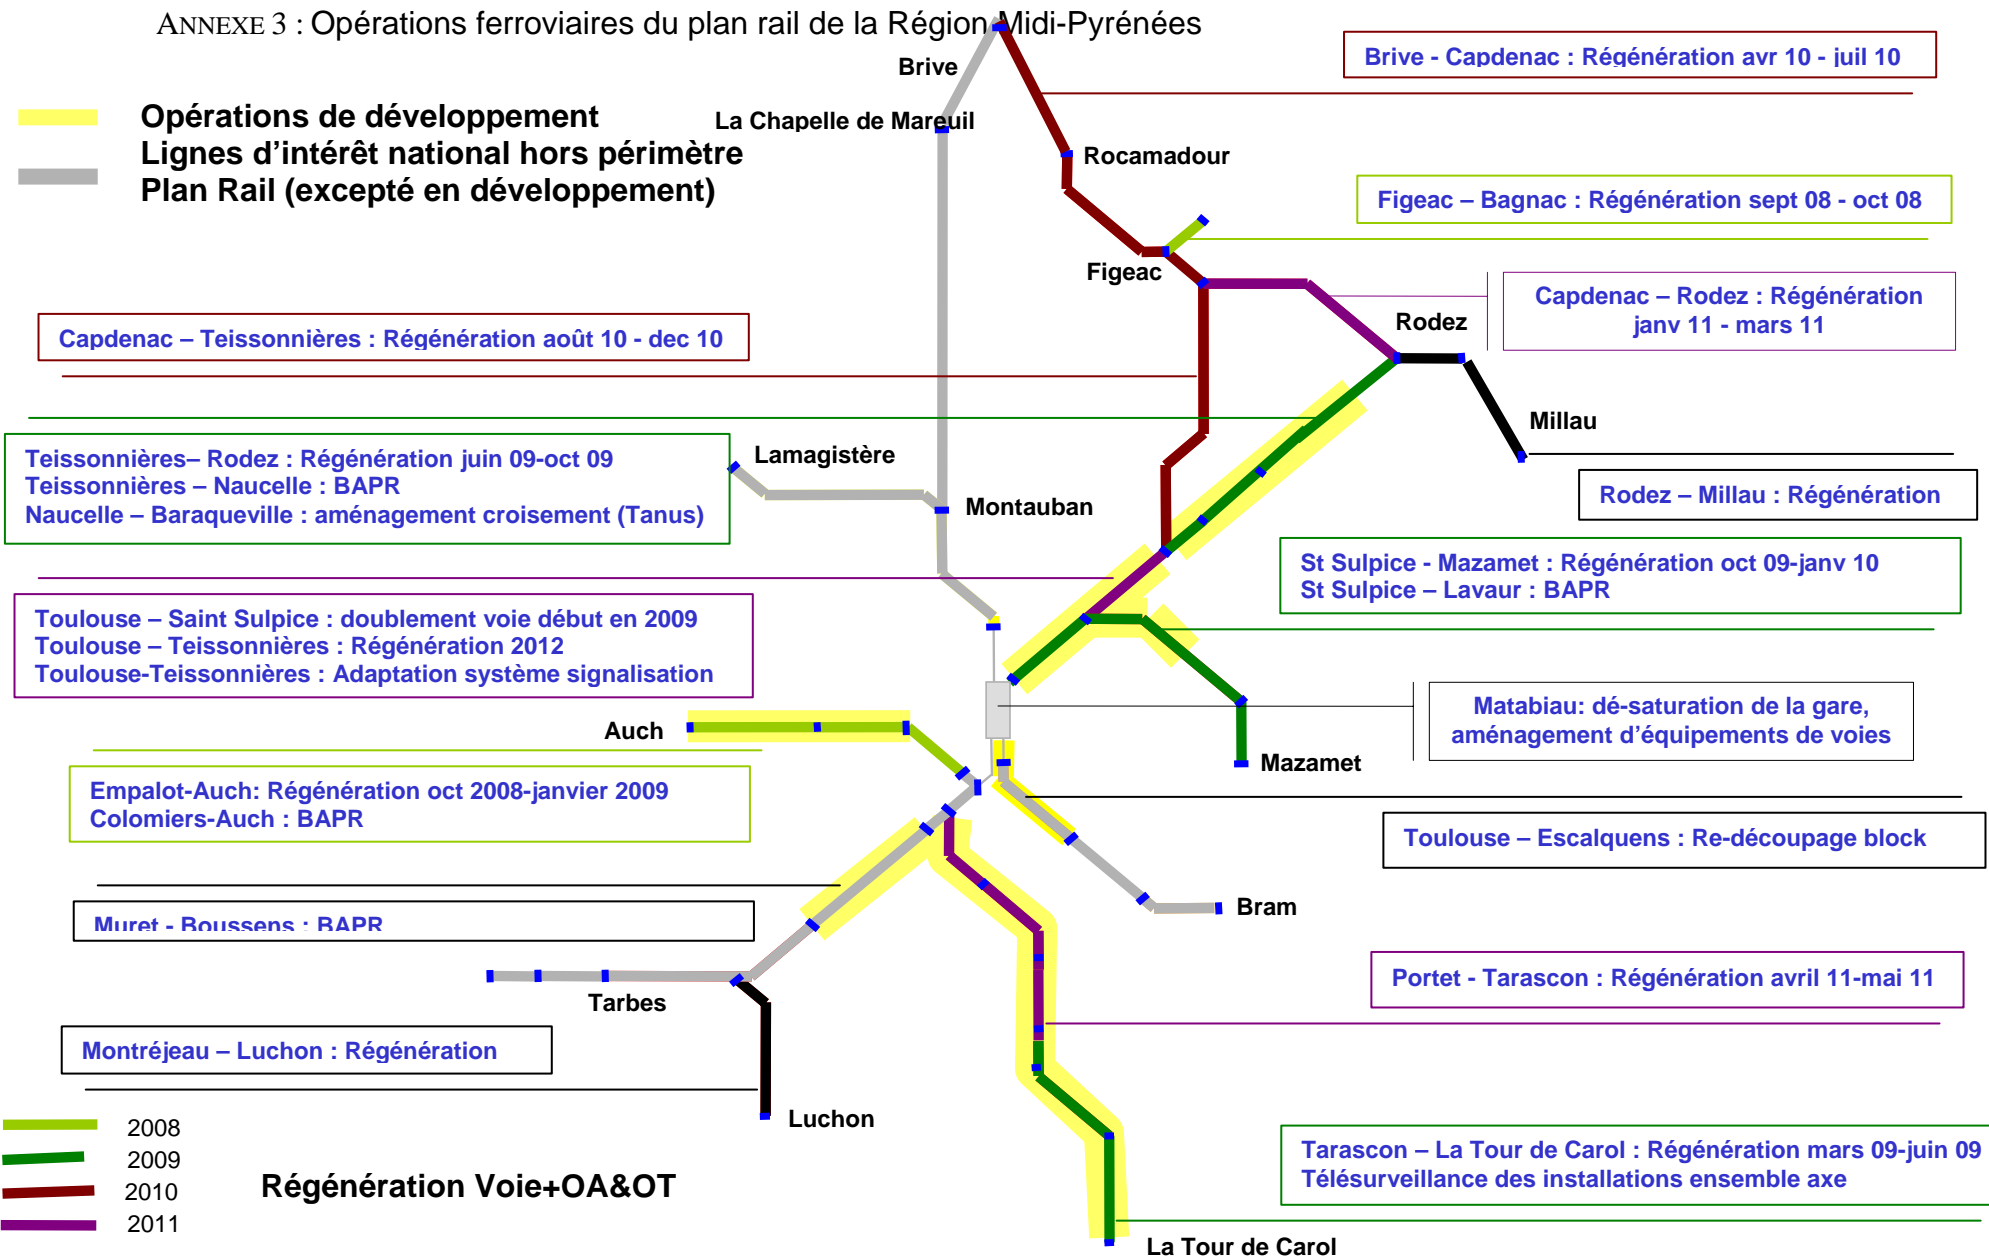 ANNEXE 3 : Opérations ferroviaires du plan rail de la Région Midi-Pyrénées
Brive
Brive - Capdenac : Régénération avr 10 - juil 10
Opérations de développement
Lignes d'intérêt national hors périmètre
Plan Rail (excepté en développement)
La Chapelle de Mareuil
Rocamadour
Figeac – Bagnac : Régénération sept 08 - oct 08
Figeac
Capdenac – Rodez : Régénération
janv 11 - mars 11
Rodez
Capdenac – Teissonnières : Régénération août 10 - dec 10
Millau
Lamagistère
Teissonnières– Rodez : Régénération juin 09-oct 09
Teissonnières – Naucelle : BAPR
Naucelle – Baraqueville : aménagement croisement (Tanus)
Montauban
Rodez – Millau : Régénération
St Sulpice - Mazamet : Régénération oct 09-janv 10
St Sulpice – Lavaur : BAPR
Toulouse – Saint Sulpice : doublement voie début en 2009
Toulouse – Teissonnières : Régénération 2012
Toulouse-Teissonnières : Adaptation système signalisation
Matabiau: dé-saturation de la gare,
aménagement d'équipements de voies
Auch
Mazamet
Empalot-Auch: Régénération oct 2008-janvier 2009
Colomiers-Auch : BAPR
Toulouse – Escalquens : Re-découpage block
Bram
Muret - Boussens : BAPR
Portet - Tarascon : Régénération avril 11-mai 11
Tarbes
Montréjeau – Luchon : Régénération
Luchon
2008
2009
2010
2011
Régénération Voie+OA&OT
Tarascon – La Tour de Carol : Régénération mars 09-juin 09
Télésurveillance des installations ensemble axe
La Tour de Carol